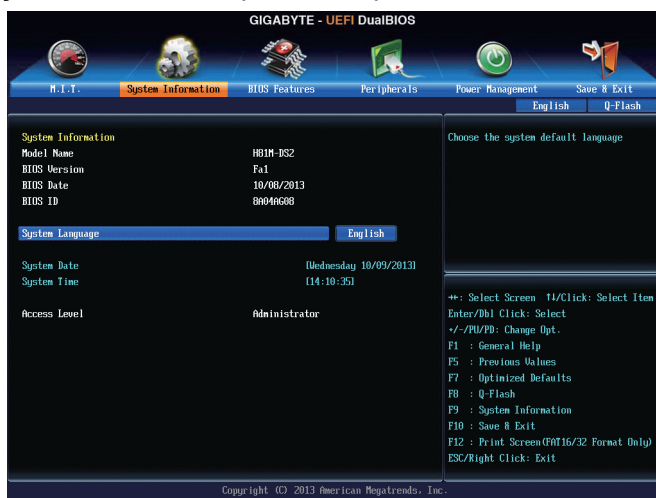 GIGABYTE - UEFI DualBIOS
M.I.T.
System Information
BIOS Features
Peripherals
Power Management
Save & Exit
English
Q-Flash
System Information
Model Name H81M-DS2
BIOS Version Fa1
BIOS Date 10/08/2013
BIOS ID 8A04AG08
System Language English
System Date [Wednesday 10/09/2013]
System Time [14:10:35]
Access Level Administrator
Choose the system default language
→←: Select Screen ↑↓/Click: Select Item
Enter/Dbl Click: Select
+/-/PU/PD: Change Opt.
F1 : General Help
F5 : Previous Values
F7 : Optimized Defaults
F8 : Q-Flash
F9 : System Information
F10 : Save & Exit
F12 : Print Screen(FAT16/32 Format Only)
ESC/Right Click: Exit
Copyright (C) 2013 American Megatrends, Inc.